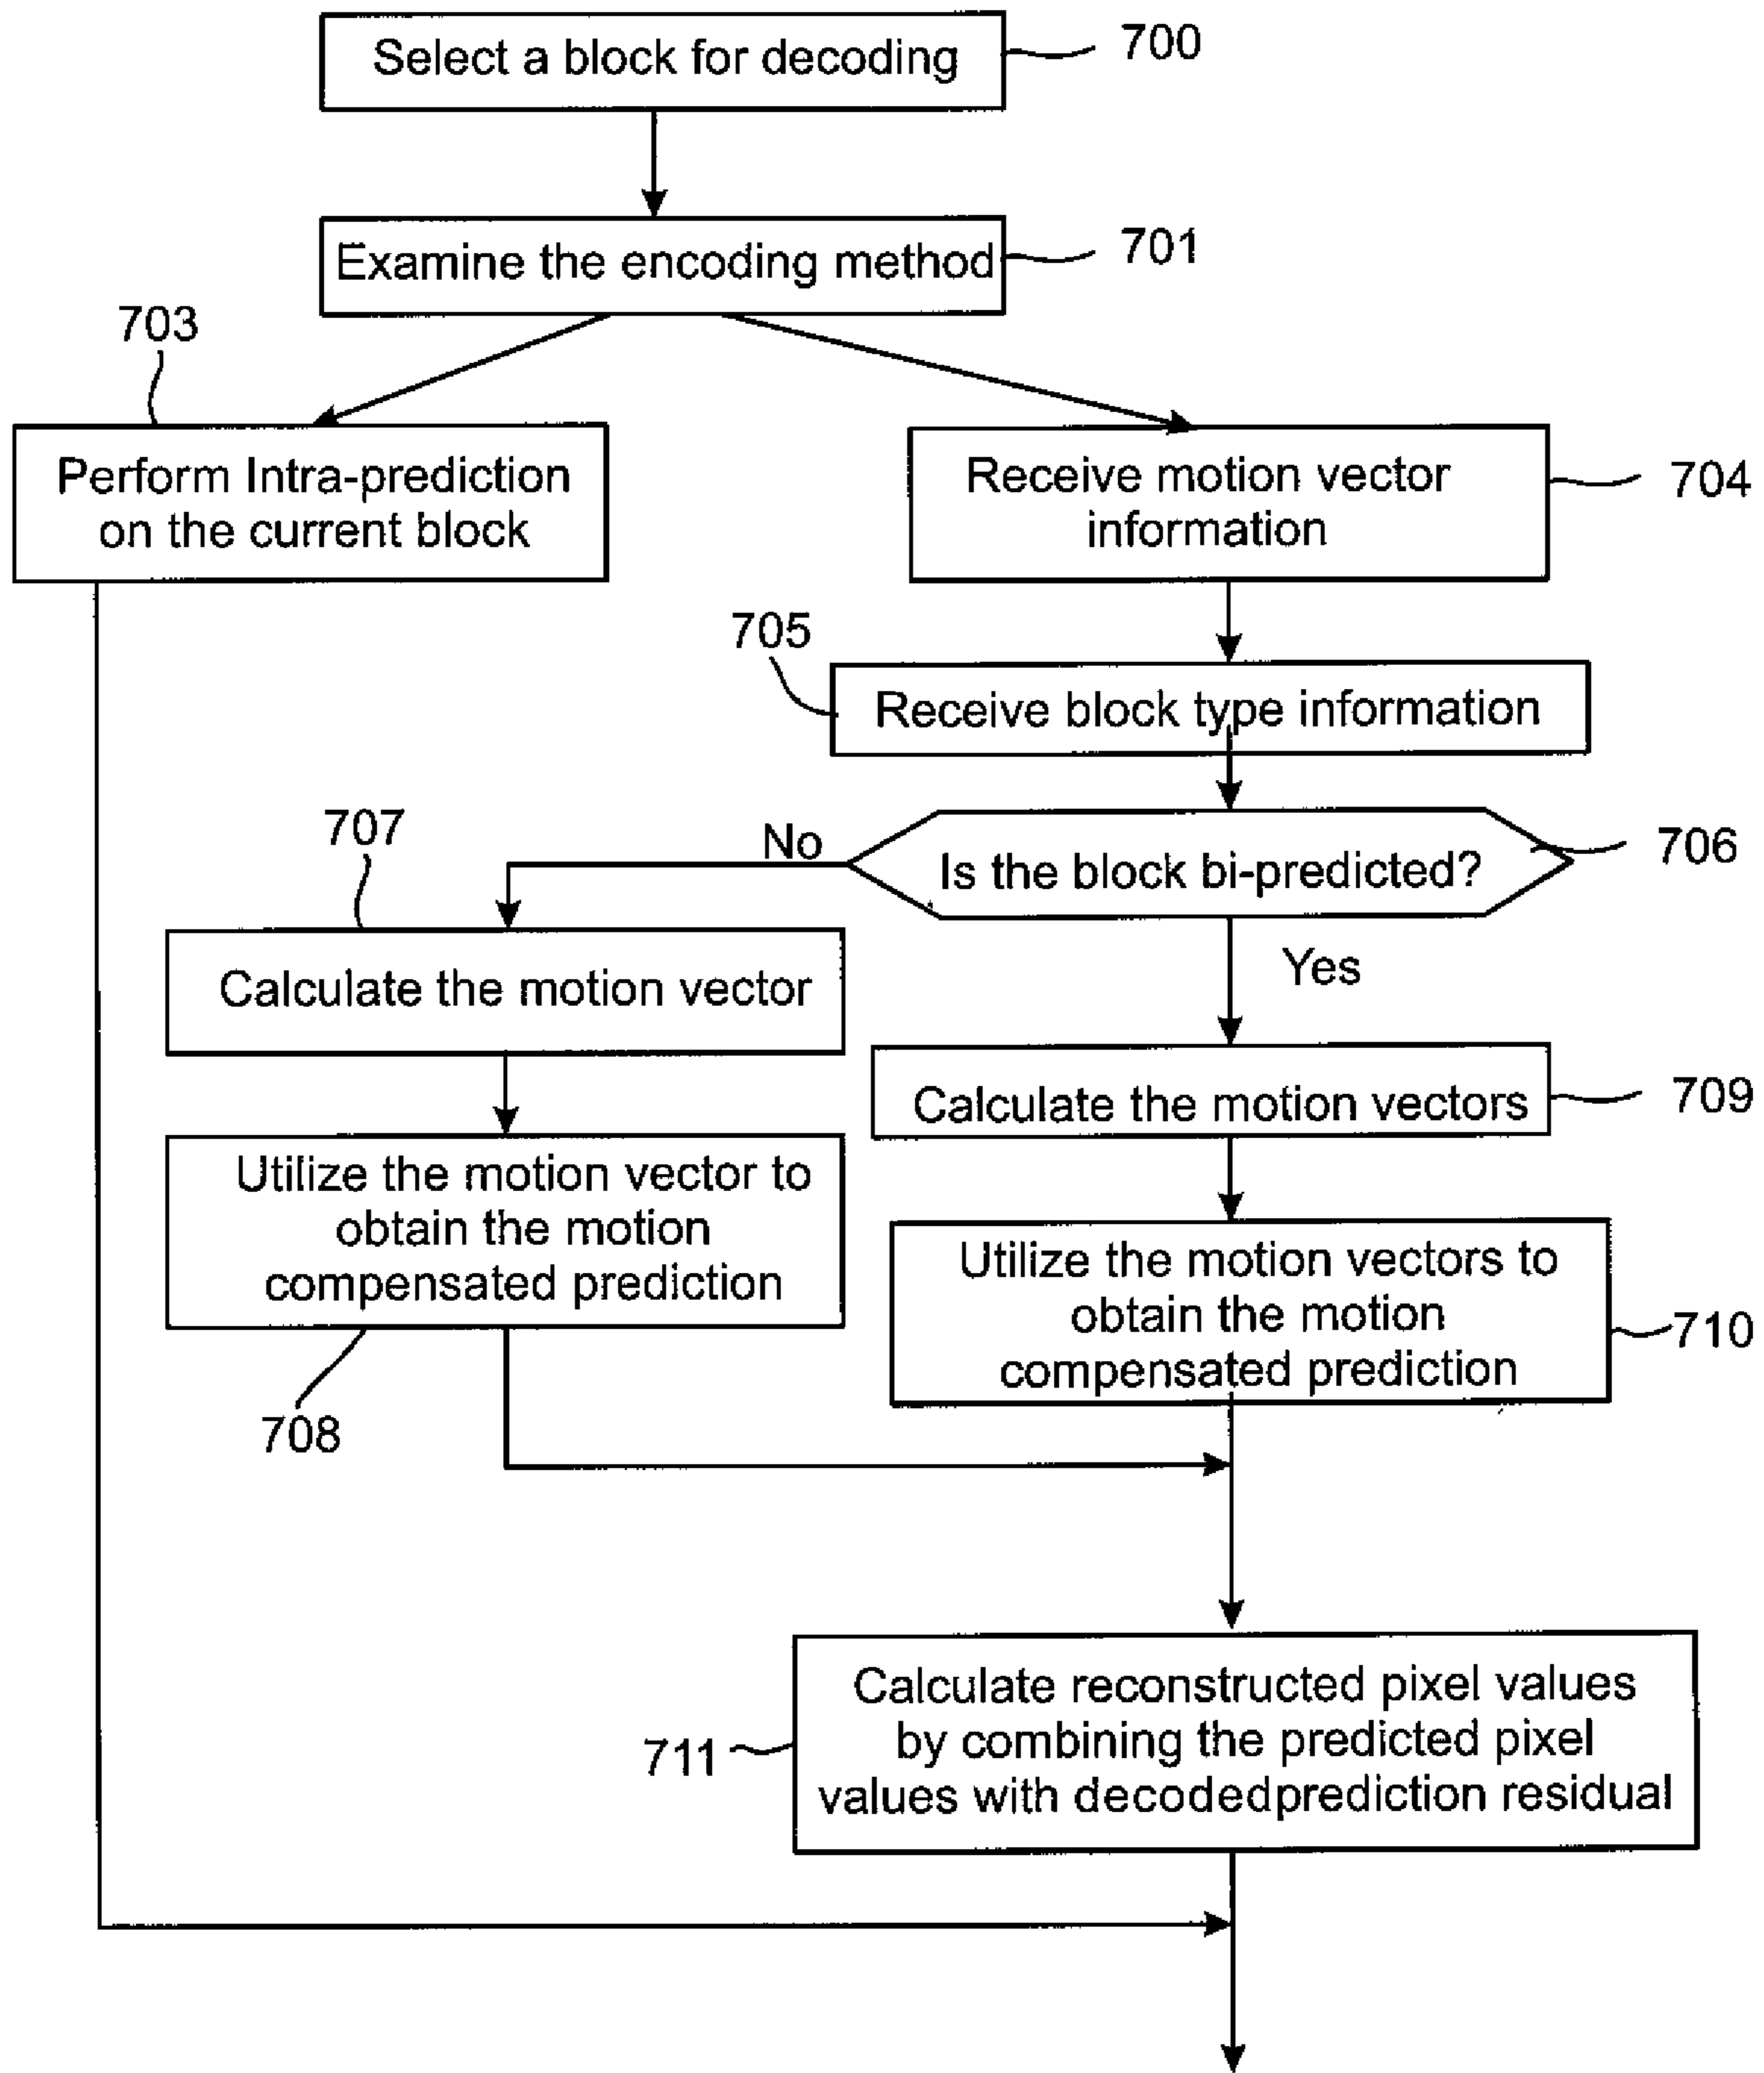 Select a block for decoding
700
Examine the encoding method
701
703
Perform Intra-prediction
on the current block
Receive motion vector
information
704
705
Receive block type information
706
Is the block bi-predicted?
No
Yes
707
Calculate the motion vector
Calculate the motion vectors
709
Utilize the motion vector to
obtain the motion
compensated prediction
708
Utilize the motion vectors to
obtain the motion
compensated prediction
710
Calculate reconstructed pixel values
by combining the predicted pixel
values with decodedprediction residual
711